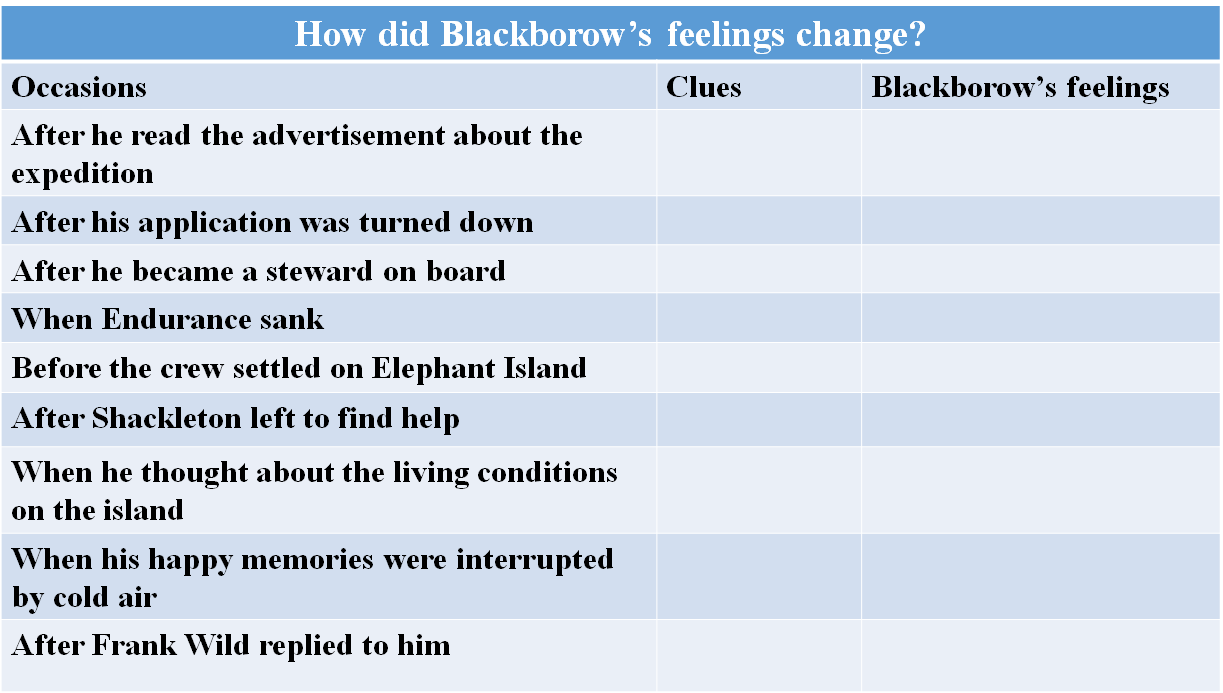 How did Blackborow’s feelings change?
Occasions Clues Blackborow’s feelings
After he read the advertisement about the
expedition
After his application was turned down
After he became a steward on board
When Endurance sank
Before the crew settled on Elephant Island
After Shackleton left to find help
When he thought about the living conditions
on the island
When his happy memories were interrupted
by cold air
After Frank Wild replied to him